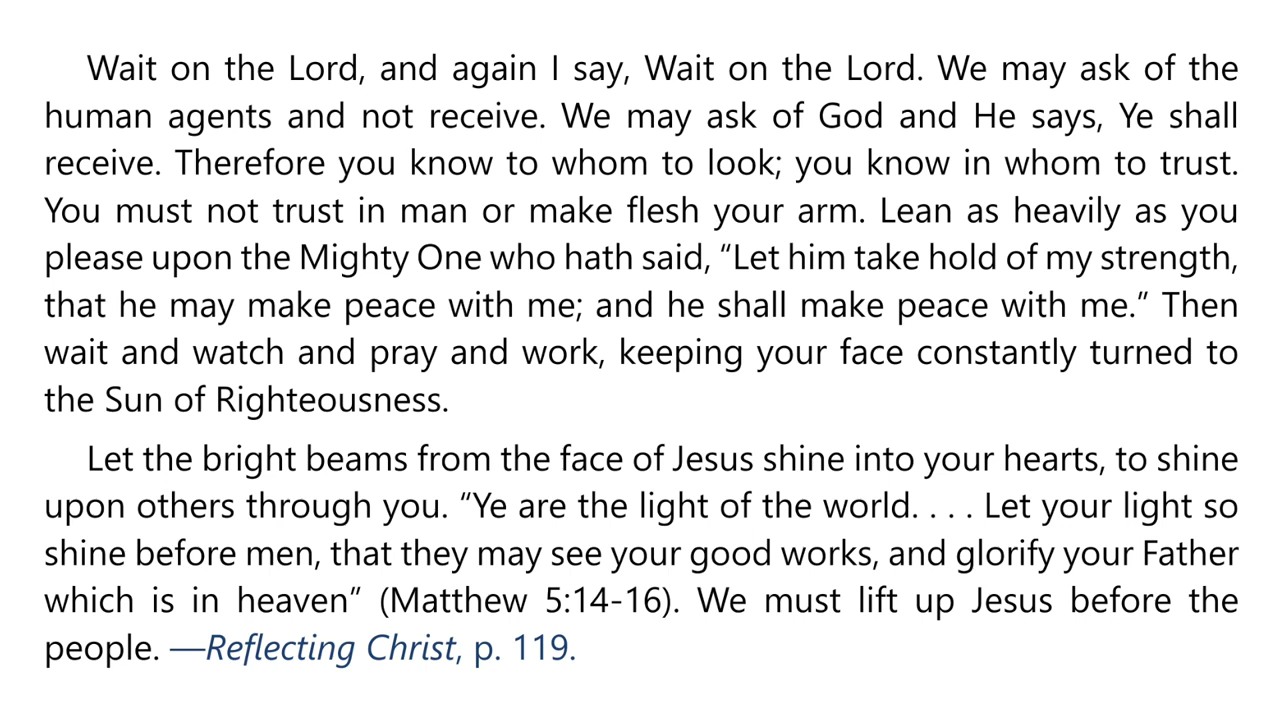 Wait on the Lord, and again I say, Wait on the Lord. We may ask of the
human agents and not receive. We may ask of God and He says, Ye shall
receive. Therefore you know to whom to look; you know in whom to trust.
You must not trust in man or make flesh your arm. Lean as heavily as you
please upon the Mighty One who hath said, “Let him take hold of my strength,
that he may make peace with me; and he shall make peace with me.” Then
wait and watch and pray and work, keeping your face constantly turned to
the Sun of Righteousness.
Let the bright beams from the face of Jesus shine into your hearts, to shine
upon others through you. “Ye are the light of the world. . . . Let your light so
shine before men, that they may see your good works, and glorify your Father
which is in heaven” (Matthew 5:14-16). We must lift up Jesus before the
people. —Reflecting Christ, p. 119.